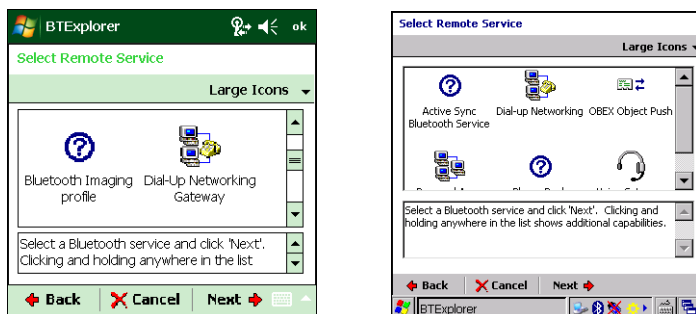 BTExplorer
ok
Select Remote Service
Large Icons
Bluetooth Imaging
profile
Dial-Up Networking
Gateway
Select a Bluetooth service and click 'Next'.
Clicking and holding anywhere in the list
Back
Cancel
Next
Select Remote Service
Large Icons
Active Sync
Bluetooth Service
Dial-up Networking
OBEX Object Push
Select a Bluetooth service and click 'Next'. Clicking and
holding anywhere in the list shows additional capabilities.
Back
Cancel
Next
BTExplorer